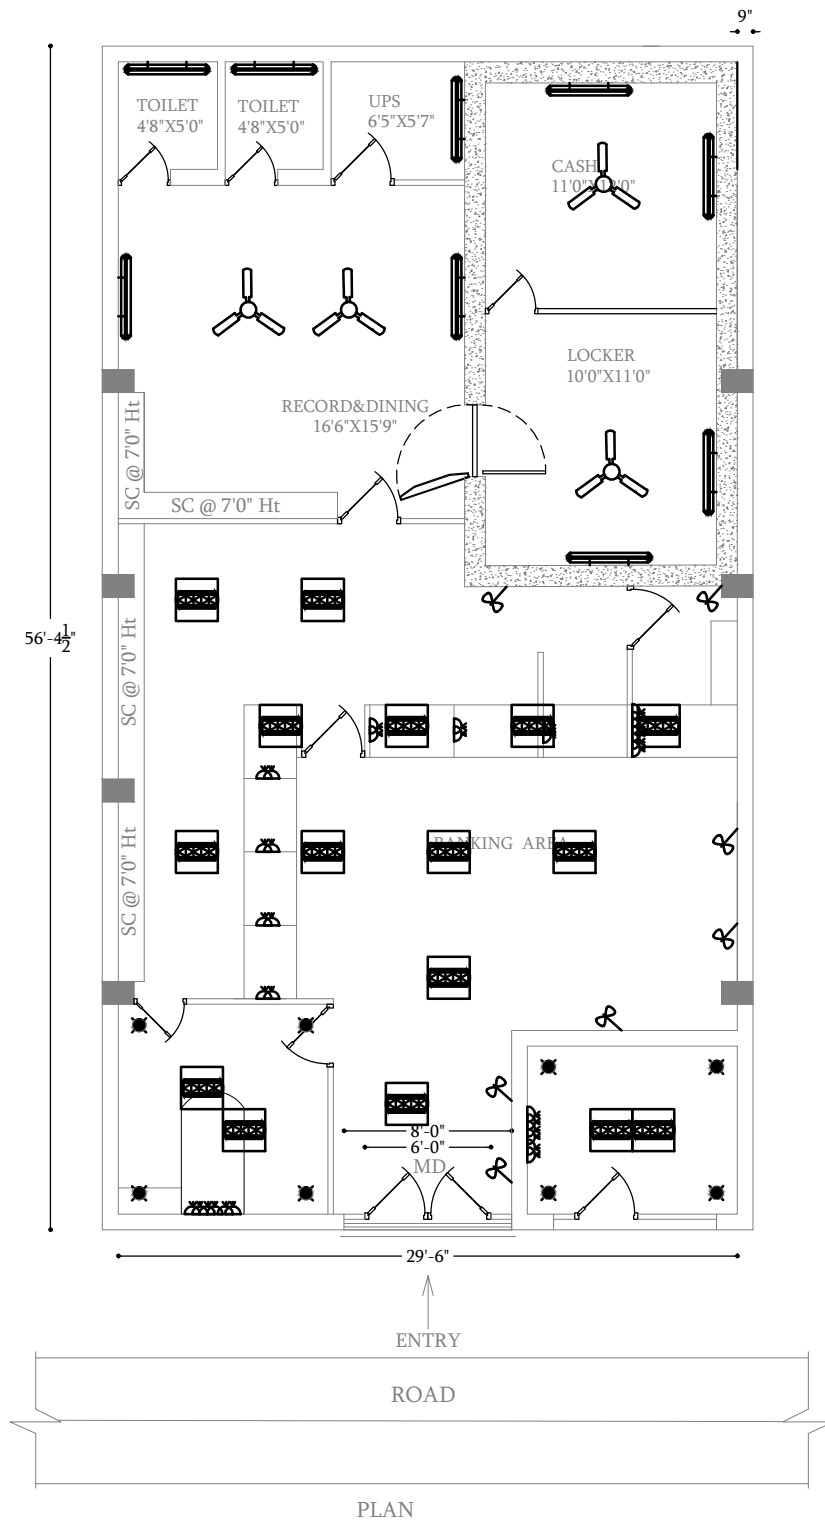 9"
TOILET
4'8"X5'0"
TOILET
4'8"X5'0"
UPS
6'5"X5'7"
CASH
LOCKER
10'0"X11'0"
RECORD&DINING
16'6"X15'9"
SC @ 7'0" Ht
SC @ 7'0" Ht
56'-4 1/2"
SC @ 7'0" Ht
BANKING AREA
SC @ 7'0" Ht
8'-0"
6'-0"
MD
29'-6"
ENTRY
ROAD
PLAN